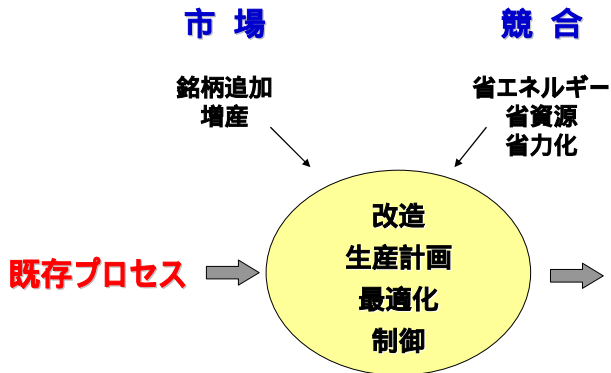 市 場
競 合
銘柄追加
増産
省エネルギー
省資源
省力化
改造
生産計画
最適化
制御
既存プロセス